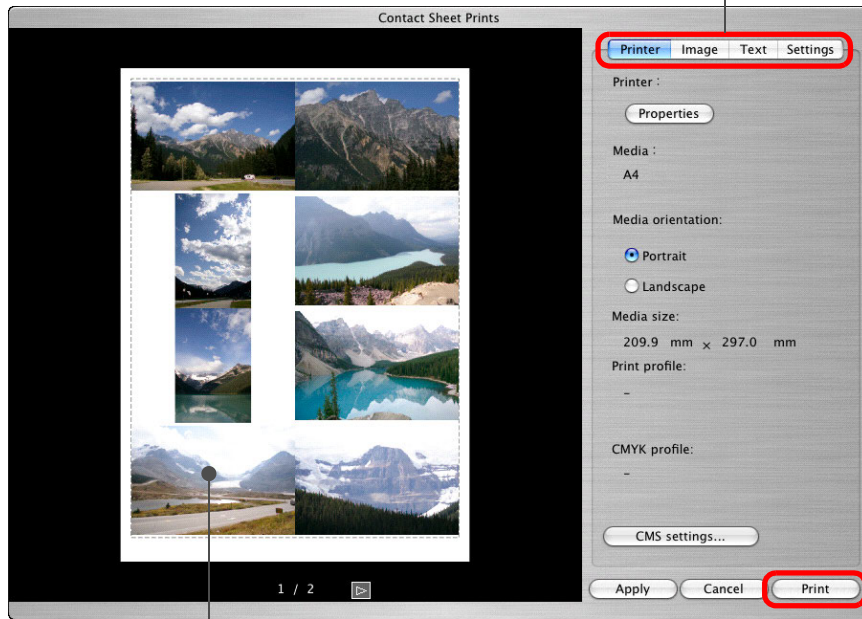 Contact Sheet Prints
Printer Image Text Settings
Printer :
Properties
Media :
A4
Media orientation:
Portrait
Landscape
Media size:
209.9 mm × 297.0 mm
Print profile:
–
CMYK profile:
–
CMS settings...
1 / 2
Apply Cancel Print